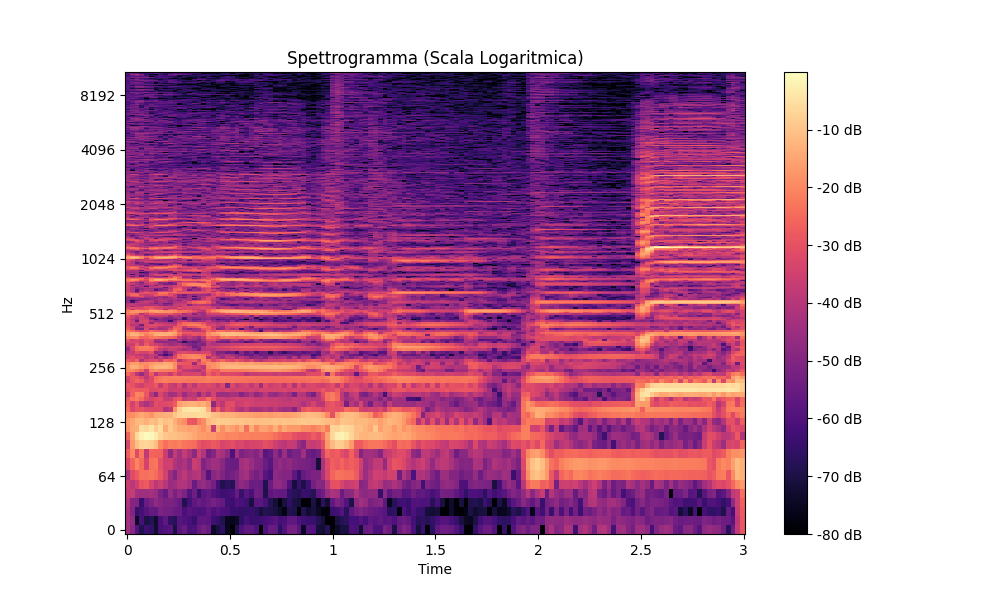 Spettrogramma (Scala Logaritmica)
8192
4096
2048
1024
512
256
128
64
0
Hz
0
0.5
1
1.5
2
2.5
3
Time
-10 dB
-20 dB
-30 dB
-40 dB
-50 dB
-60 dB
-70 dB
-80 dB